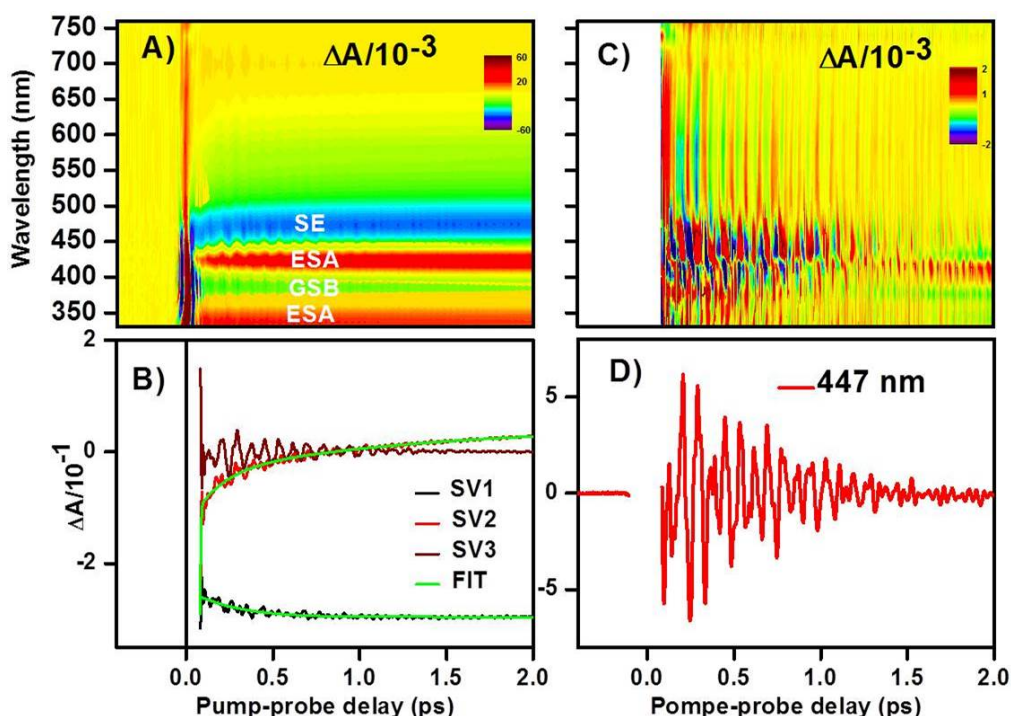 A)
ΔA/10-3
60
20
-60
750
700
650
600
550
500
450
400
350
Wavelength (nm)
SE
ESA
GSB
ESA
C)
ΔA/10-3
2
1
-2
B)
2
0
-2
ΔA/10-1
SV1
SV2
SV3
FIT
0.0 0.5 1.0 1.5 2.0
Pump-probe delay (ps)
D)
447 nm
5
0
-5
0.0 0.5 1.0 1.5 2.0
Pompe-probe delay (ps)